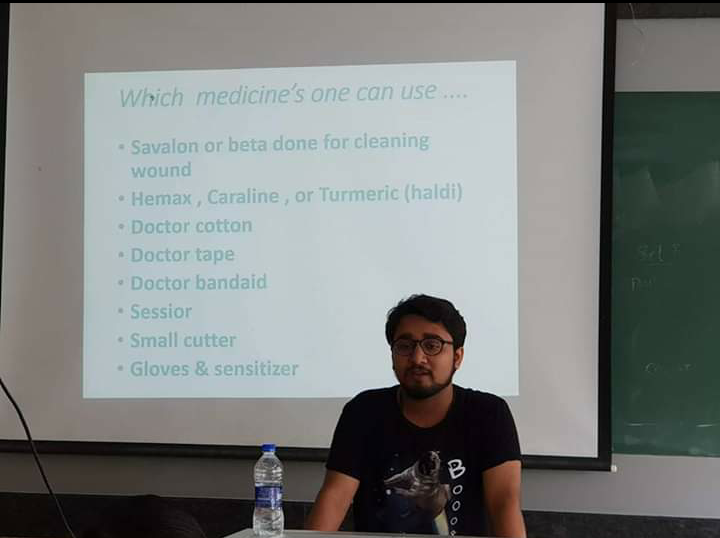 Which medicine's one can use ....
• Savalon or beta done for cleaning
wound
• Hemax , Caraline , or Turmeric (haldi)
• Doctor cotton
• Doctor tape
• Doctor bandaid
• Sessior
• Small cutter
• Gloves & sensitizer
B
o
o
o
s